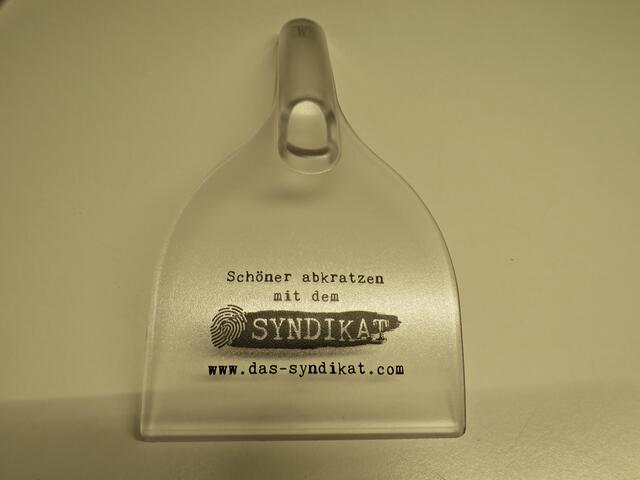 Schöner abkratzen
mit dem
SYNDIKAT
www.das-syndikat.com